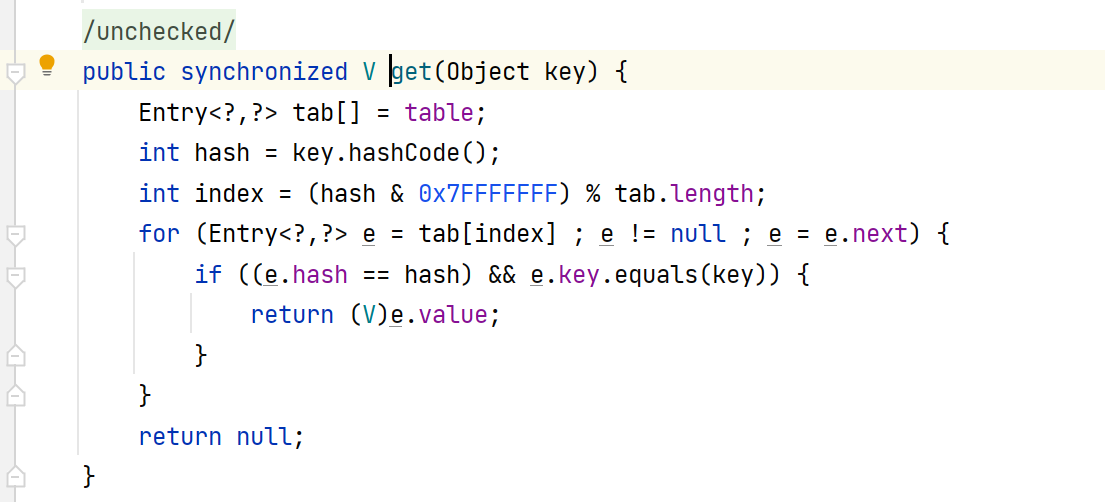 /unchecked/
public synchronized V get(Object key) {
    Entry<?,?> tab[] = table;
    int hash = key.hashCode();
    int index = (hash & 0x7FFFFFFF) % tab.length;
    for (Entry<?,?> e = tab[index] ; e != null ; e = e.next) {
        if ((e.hash == hash) && e.key.equals(key)) {
            return (V)e.value;
        }
    }
    return null;
}